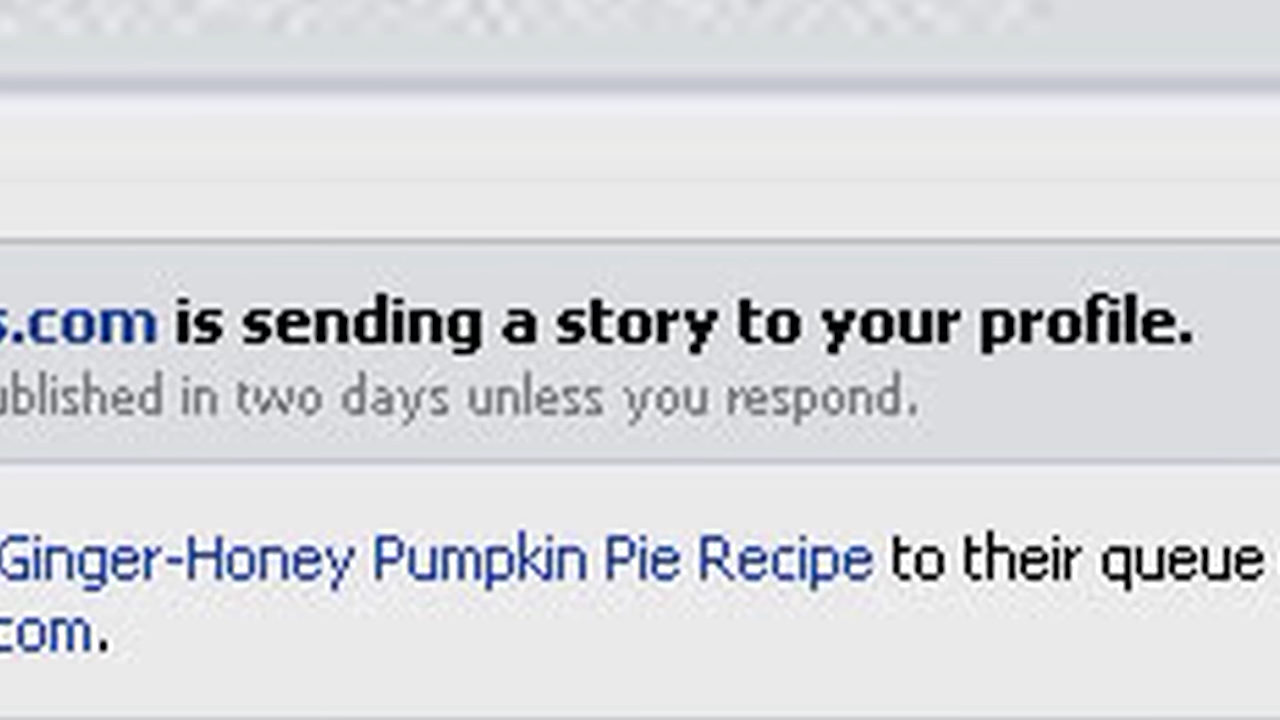 s.com is sending a story to your profile.
ublished in two days unless you respond.
Ginger-Honey Pumpkin Pie Recipe to their queue
com.